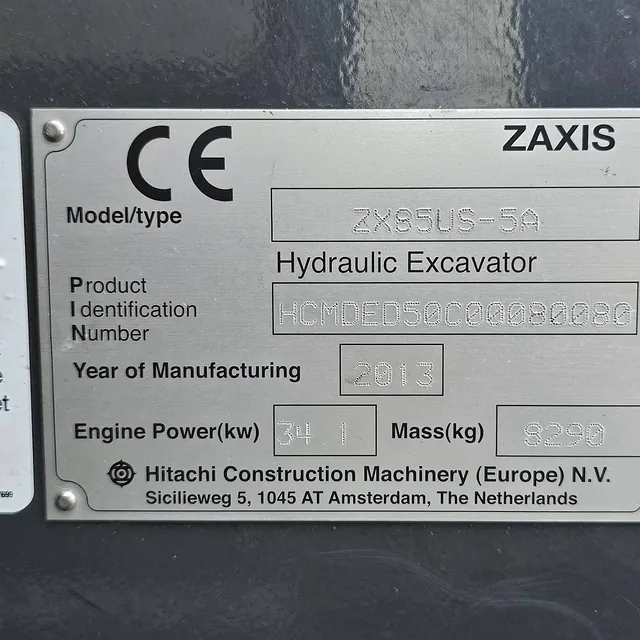 CE
ZAXIS
Model/type ZX85US-5A
Hydraulic Excavator
Product
Identification
Number
HCMDED50C00080080
Year of Manufacturing 2013
Engine Power(kw) 34 1 Mass(kg) 8290
Hitachi Construction Machinery (Europe) N.V.
Sicilieweg 5, 1045 AT Amsterdam, The Netherlands